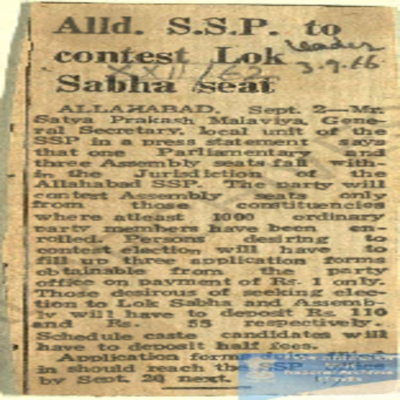 Alld. S.S.P. to
contest Lok
Sabha seat
Leader
3.9.66
ALLAHABAD, Sept. 2—Mr.
Satya Prakash Malaviya, Gene-
ral Secretary, local unit of the
SSP in a press statement says
that one Parliamentary and
three Assembly seats fall with-
in the Jurisdiction of the
Allahabad SSP. The party will
contest Assembly seats only
from those constituences
where atleast 1000 ordinary
party members have been en-
rolled. Persons desiring to
contest election will have to
fill up three application forms
obtainable from the party
office on payment of Rs. 1 only.
Those desirous of seeking elec-
tion to Lok Sabha and Assemb-
ly will have to deposit Rs. 110
and Rs. 55 respectively.
Schedule caste candidates will
have to deposit half fees.
Application forms
in should reach the SSP
by Sept. 20 next.